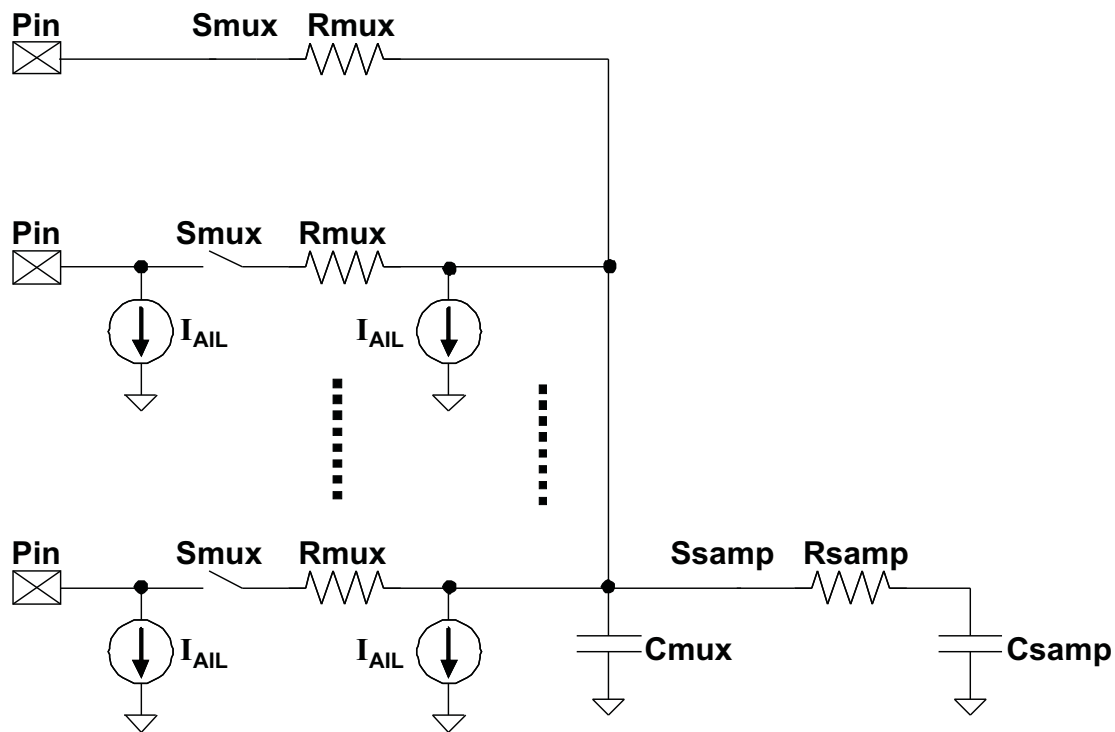 Pin Smux Rmux
Pin Smux Rmux
IAIL IAIL
Pin Smux Rmux Ssamp Rsamp
IAIL IAIL Cmux Csamp